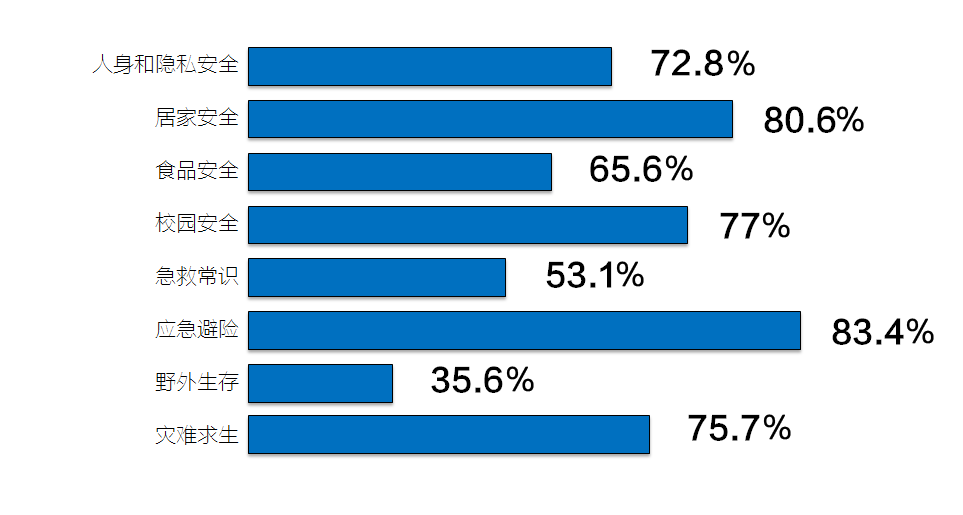 人身和隐私安全 72.8%
居家安全 80.6%
食品安全 65.6%
校园安全 77%
急救常识 53.1%
应急避险 83.4%
野外生存 35.6%
灾难求生 75.7%